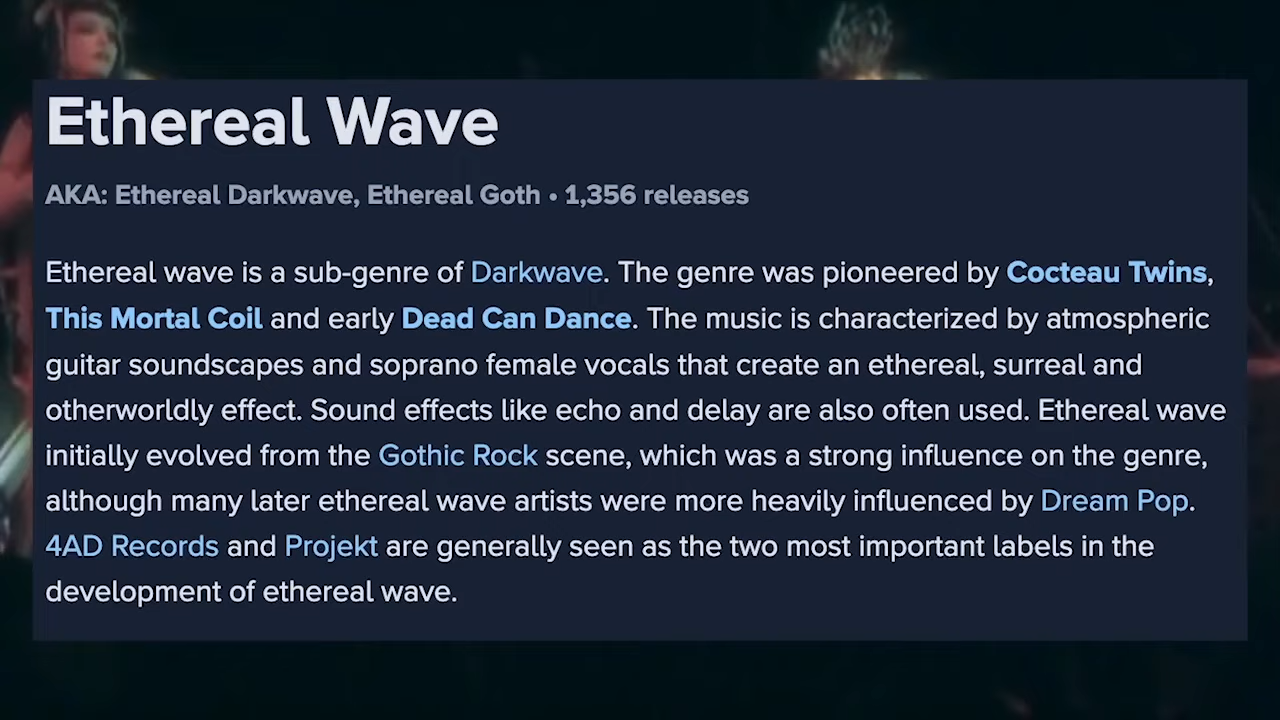 Ethereal Wave
AKA: Ethereal Darkwave, Ethereal Goth • 1,356 releases
Ethereal wave is a sub-genre of Darkwave. The genre was pioneered by Cocteau Twins,
This Mortal Coil and early Dead Can Dance. The music is characterized by atmospheric
guitar soundscapes and soprano female vocals that create an ethereal, surreal and
otherworldly effect. Sound effects like echo and delay are also often used. Ethereal wave
initially evolved from the Gothic Rock scene, which was a strong influence on the genre,
although many later ethereal wave artists were more heavily influenced by Dream Pop.
4AD Records and Projekt are generally seen as the two most important labels in the
development of ethereal wave.